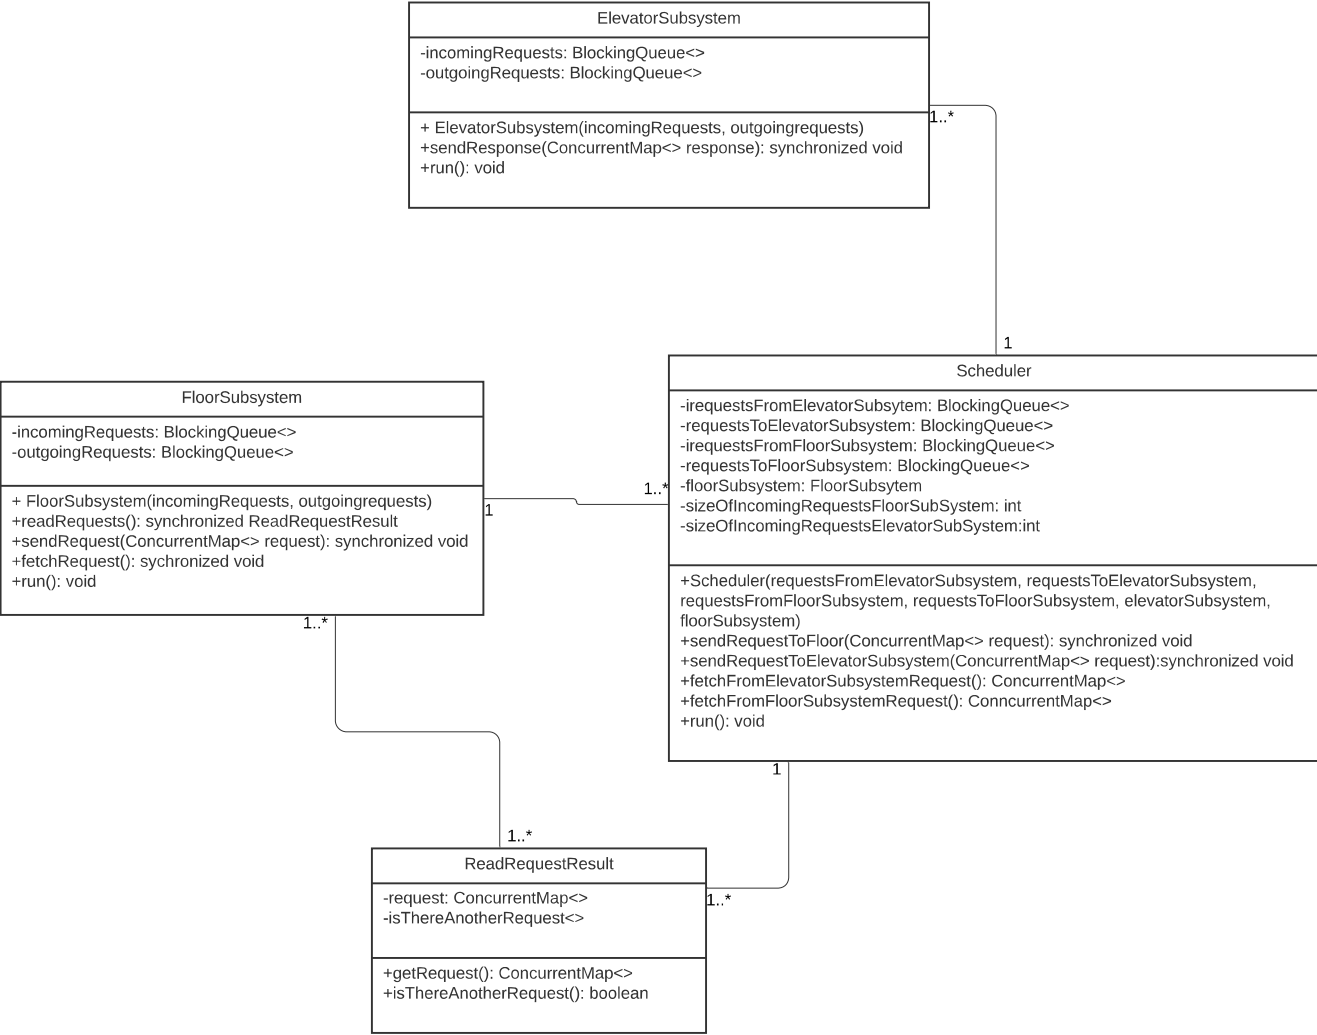 ElevatorSubsystem
-incomingRequests: BlockingQueue<>
-outgoingRequests: BlockingQueue<>
+ ElevatorSubsystem(incomingRequests, outgoingrequests)
+sendResponse(ConcurrentMap<> response): synchronized void
+run(): void
1..*
1
FloorSubsystem
-incomingRequests: BlockingQueue<>
-outgoingRequests: BlockingQueue<>
+ FloorSubsystem(incomingRequests, outgoingrequests)
+readRequests(): synchronized ReadRequestResult
+sendRequest(ConcurrentMap<> request): synchronized void
+fetchRequest(): sychronized void
+run(): void
1
1..*
Scheduler
-irequestsFromElevatorSubsytem: BlockingQueue<>
-requestsToElevatorSubsystem: BlockingQueue<>
-irequestsFromFloorSubsystem: BlockingQueue<>
-requestsToFloorSubsystem: BlockingQueue<>
-floorSubsystem: FloorSubsytem
-sizeOfIncomingRequestsFloorSubSystem: int
-sizeOfIncomingRequestsElevatorSubSystem:int
+Scheduler(requestsFromElevatorSubsystem, requestsToElevatorSubsystem,
requestsFromFloorSubsystem, requestsToFloorSubsystem, elevatorSubsystem,
floorSubsystem)
+sendRequestToFloor(ConcurrentMap<> request): synchronized void
+sendRequestToElevatorSubsystem(ConcurrentMap<> request):synchronized void
+fetchFromElevatorSubsystemRequest(): ConcurrentMap<>
+fetchFromFloorSubsystemRequest(): ConncurrentMap<>
+run(): void
1..*
1
1..*
1..*
ReadRequestResult
-request: ConcurrentMap<>
-isThereAnotherRequest<>
+getRequest(): ConcurrentMap<>
+isThereAnotherRequest(): boolean